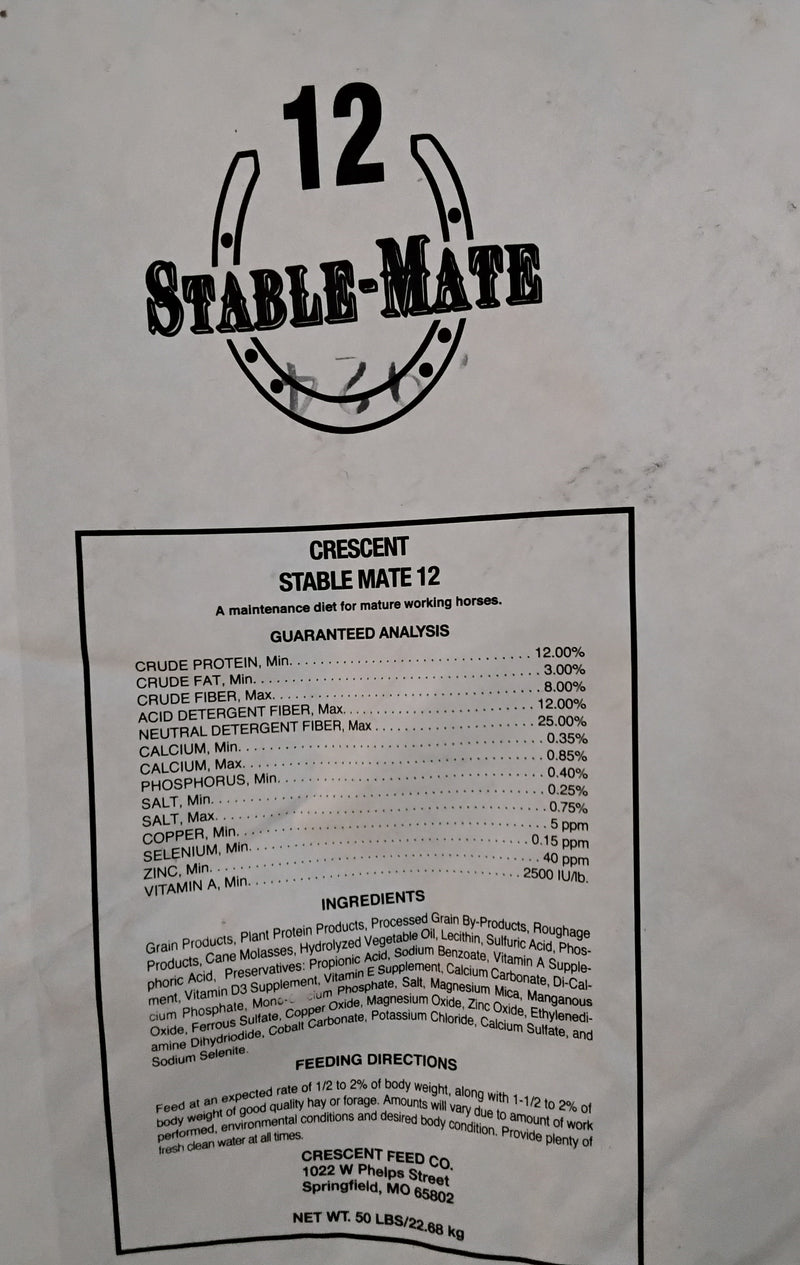 12
STABLE-MATE
CRESCENT
STABLE MATE 12
A maintenance diet for mature working horses.
GUARANTEED ANALYSIS
CRUDE PROTEIN, Min. 12.00%
CRUDE FAT, Min. 3.00%
CRUDE FIBER, Max. 8.00%
ACID DETERGENT FIBER, Max. 12.00%
NEUTRAL DETERGENT FIBER, Max 25.00%
CALCIUM, Min. 0.35%
CALCIUM, Max. 0.85%
PHOSPHORUS, Min. 0.40%
SALT, Min. 0.25%
SALT, Max. 0.75%
COPPER, Min. 5 ppm
SELENIUM, Min. 0.15 ppm
ZINC, Min. 40 ppm
VITAMIN A, Min. 2500 IU/lb.
INGREDIENTS
Grain Products, Plant Protein Products, Processed Grain By-Products, Roughage
Products, Cane Molasses, Hydrolyzed Vegetable Oil, Lecithin, Sulfuric Acid, Phos-
phoric Acid, Preservatives: Propionic Acid, Sodium Benzoate, Vitamin A Supple-
ment, Vitamin D3 Supplement, Vitamin E Supplement, Calcium Carbonate, Di-Cal-
cium Phosphate, Phosphate, Salt, Magnesium Mica, Manganous
Oxide, Ferrous Sulfate, Copper Oxide, Magnesium Oxide, Zinc Oxide, Ethylenedi-
amine Dihydriodide, Cobalt Carbonate, Potassium Chloride, Calcium Sulfate, and
Sodium Selenite.
FEEDING DIRECTIONS
Feed at an expected rate of 1/2 to 2% of body weight, along with 1-1/2 to 2% of
body weight of good quality hay or forage. Amounts will vary due to amount of work
performed, environmental conditions and desired body condition. Provide plenty of
fresh clean water at all times.
CRESCENT FEED CO.
1022 W Phelps Street
Springfield, MO 65802
NET WT. 50 LBS/22.68 kg